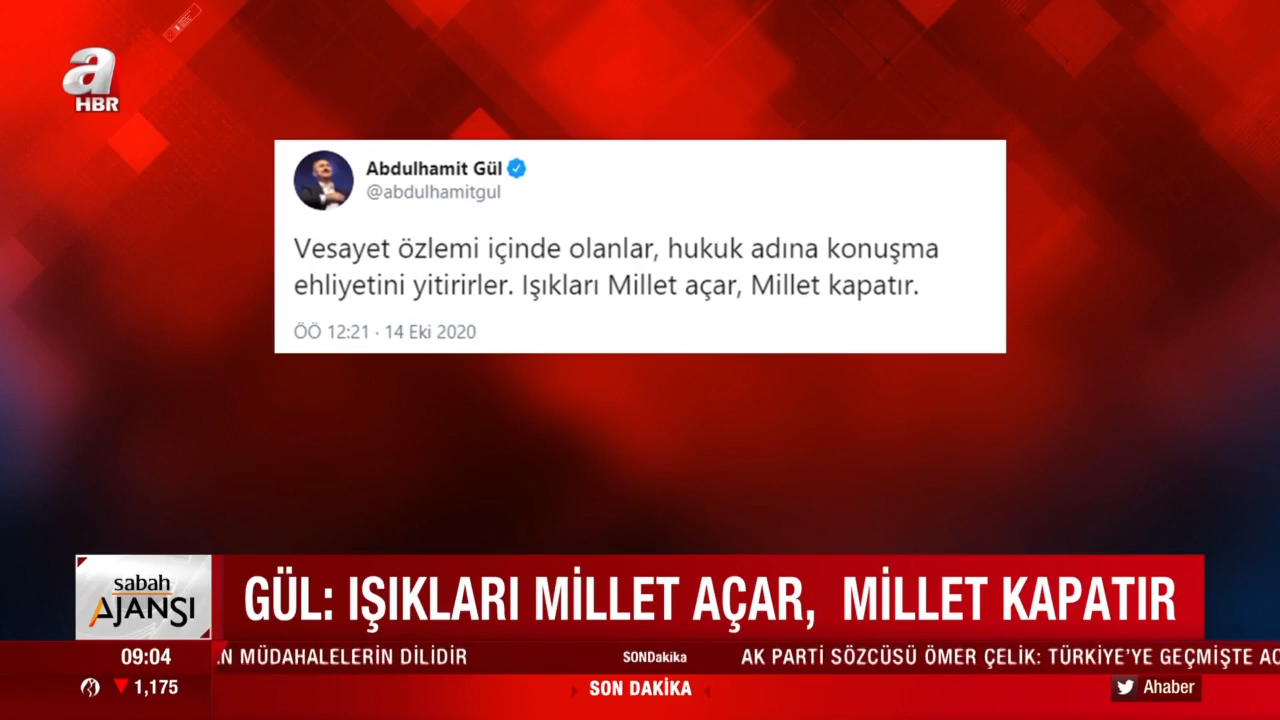 a
HBR
Abdulhamit Gül
@abdulhamitgul
Vesayet özlemi içinde olanlar, hukuk adına konuşma
ehliyetini yitirirler. Işıkları Millet açar, Millet kapatır.
ÖÖ 12:21 · 14 Eki 2020
sabah
AJANSI
GÜL: IŞIKLARI MİLLET AÇAR, MİLLET KAPATIR
09:04
.N MÜDAHALELERİN DİLİDİR
SONDakika
AK PARTİ SÖZCÜSÜ ÖMER ÇELİK: TÜRKİYE'YE GEÇMİŞTE AC
1,175
SON DAKİKA
Ahaber